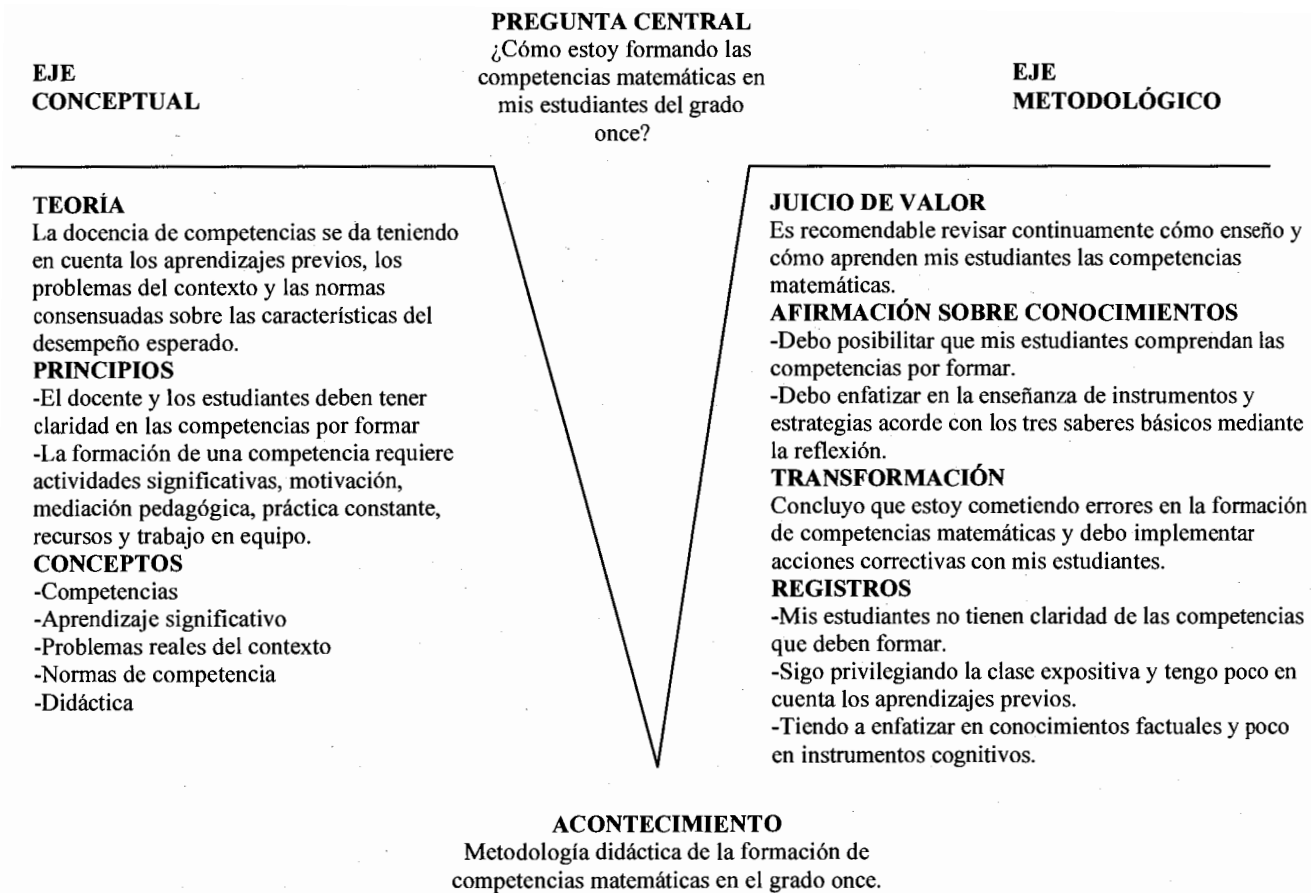 PREGUNTA CENTRAL
¿Cómo estoy formando las
competencias matemáticas en
mis estudiantes del grado
once?
EJE
CONCEPTUAL
EJE
METODOLÓGICO
TEORÍA
La docencia de competencias se da teniendo
en cuenta los aprendizajes previos, los
problemas del contexto y las normas
consensuadas sobre las características del
desempeño esperado.
PRINCIPIOS
-El docente y los estudiantes deben tener
claridad en las competencias por formar
-La formación de una competencia requiere
actividades significativas, motivación,
mediación pedagógica, práctica constante,
recursos y trabajo en equipo.
CONCEPTOS
-Competencias
-Aprendizaje significativo
-Problemas reales del contexto
-Normas de competencia
-Didáctica
JUICIO DE VALOR
Es recomendable revisar continuamente cómo enseño y
cómo aprenden mis estudiantes las competencias
matemáticas.
AFIRMACIÓN SOBRE CONOCIMIENTOS
-Debo posibilitar que mis estudiantes comprendan las
competencias por formar.
-Debo enfatizar en la enseñanza de instrumentos y
estrategias acorde con los tres saberes básicos mediante
la reflexión.
TRANSFORMACIÓN
Concluyo que estoy cometiendo errores en la formación
de competencias matemáticas y debo implementar
acciones correctivas con mis estudiantes.
REGISTROS
-Mis estudiantes no tienen claridad de las competencias
que deben formar.
-Sigo privilegiando la clase expositiva y tengo poco en
cuenta los aprendizajes previos.
-Tiendo a enfatizar en conocimientos factuales y poco
en instrumentos cognitivos.
ACONTECIMIENTO
Metodología didáctica de la formación de
competencias matemáticas en el grado once.